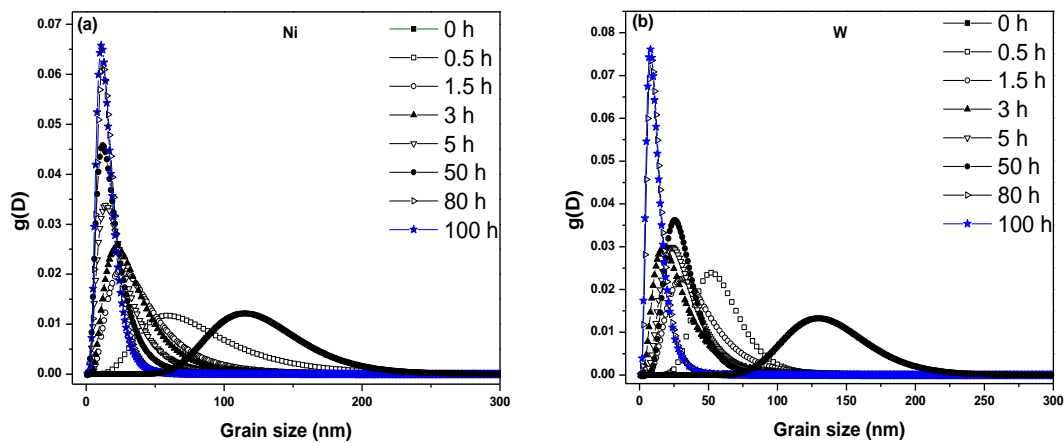 (a)
Ni
0 h
0.5 h
1.5 h
3 h
5 h
50 h
80 h
100 h
0.07
0.06
0.05
0.04
0.03
0.02
0.01
0.00
g(D)
0 100 200 300
Grain size (nm)
(b)
W
0 h
0.5 h
1.5 h
3 h
5 h
50 h
80 h
100 h
0.08
0.07
0.06
0.05
0.04
0.03
0.02
0.01
0.00
g(D)
0 50 100 150 200 250 300
Grain size (nm)